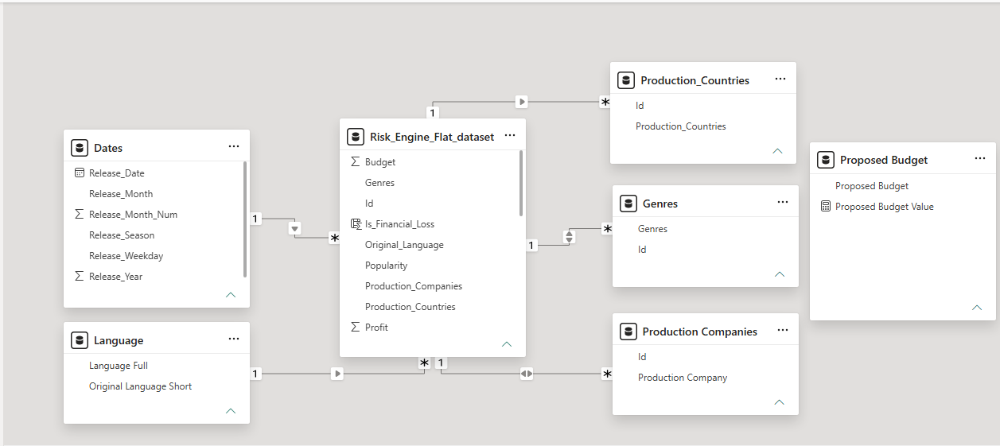 Dates
Release_Date
Release_Month
Release_Month_Num
Release_Season
Release_Weekday
Release_Year
Language
Language Full
Original Language Short
Risk_Engine_Flat_dataset
Budget
Genres
Id
Is_Financial_Loss
Original_Language
Popularity
Production_Companies
Production_Countries
Profit
Production_Countries
Id
Production_Countries
Genres
Genres
Id
Production Companies
Id
Production Company
Proposed Budget
Proposed Budget
Proposed Budget Value
1
*
1
*
1
*
1
*
1
*